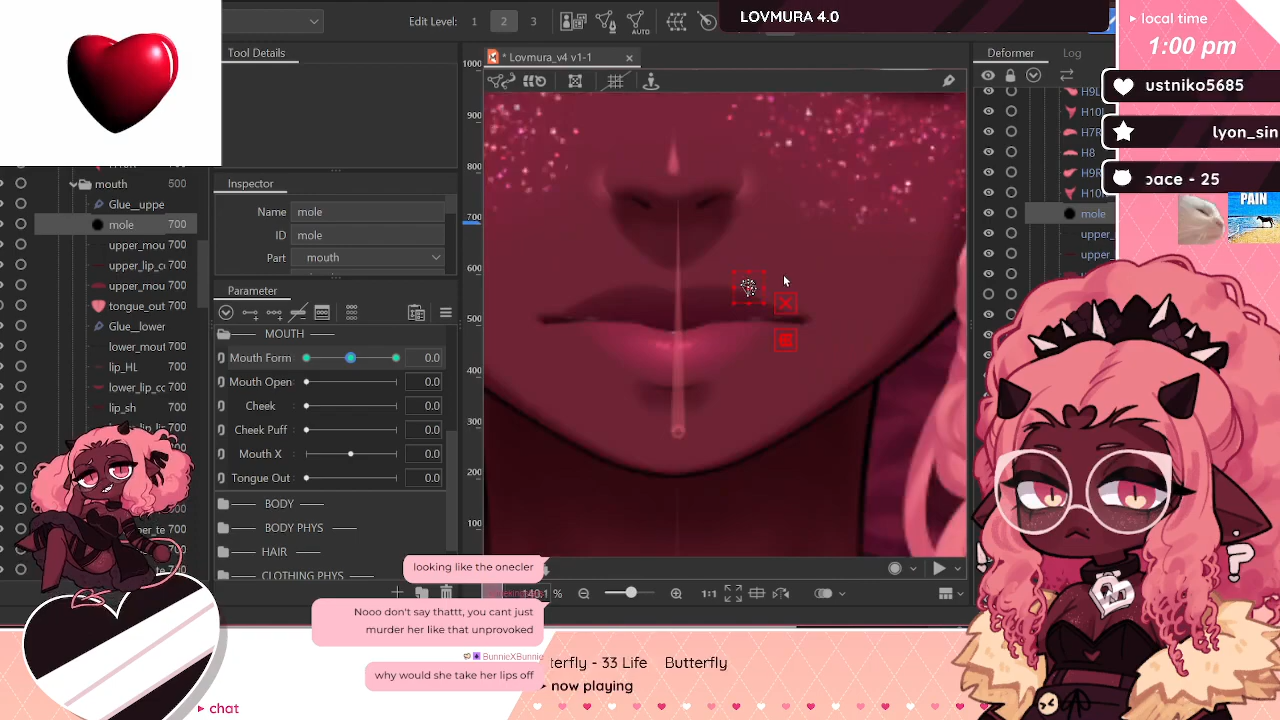 Edit Level: 1 2 3
AUTO
LOVMURA 4.0
local time
1:00 pm
Tool Details
* Lovmura_v4 v1-1
Deformer
Log
ustniko5685
lyon_sin
pace - 25
PAIN
mouth 500
Glue_uppe
mole 700
upper_mou 700
upper_lip_c 700
upper_mou 700
tongue_out 700
Glue_lower
lower_mout 700
lip_HL 700
lower_lip_cc 700
lip_sh 700
Inspector
Name mole
ID mole
Part mouth
Parameter
MOUTH
Mouth Form 0.0
Mouth Open 0.0
Cheek 0.0
Cheek Puff 0.0
Mouth X 0.0
Tongue Out 0.0
BODY
BODY PHYS
HAIR
CLOTHING PHYS
1000
900
800
700
600
500
400
300
200
100
H9L
H10
H7R
H8
H9R
H10
mole
upper_
lower_
1:1
looking like the onecler
Nooo don't say thattt, you cant just
murder her like that unprovoked
BunnieXBunnie
why would she take her lips off
chat
terfly - 33 Life Butterfly
now playing